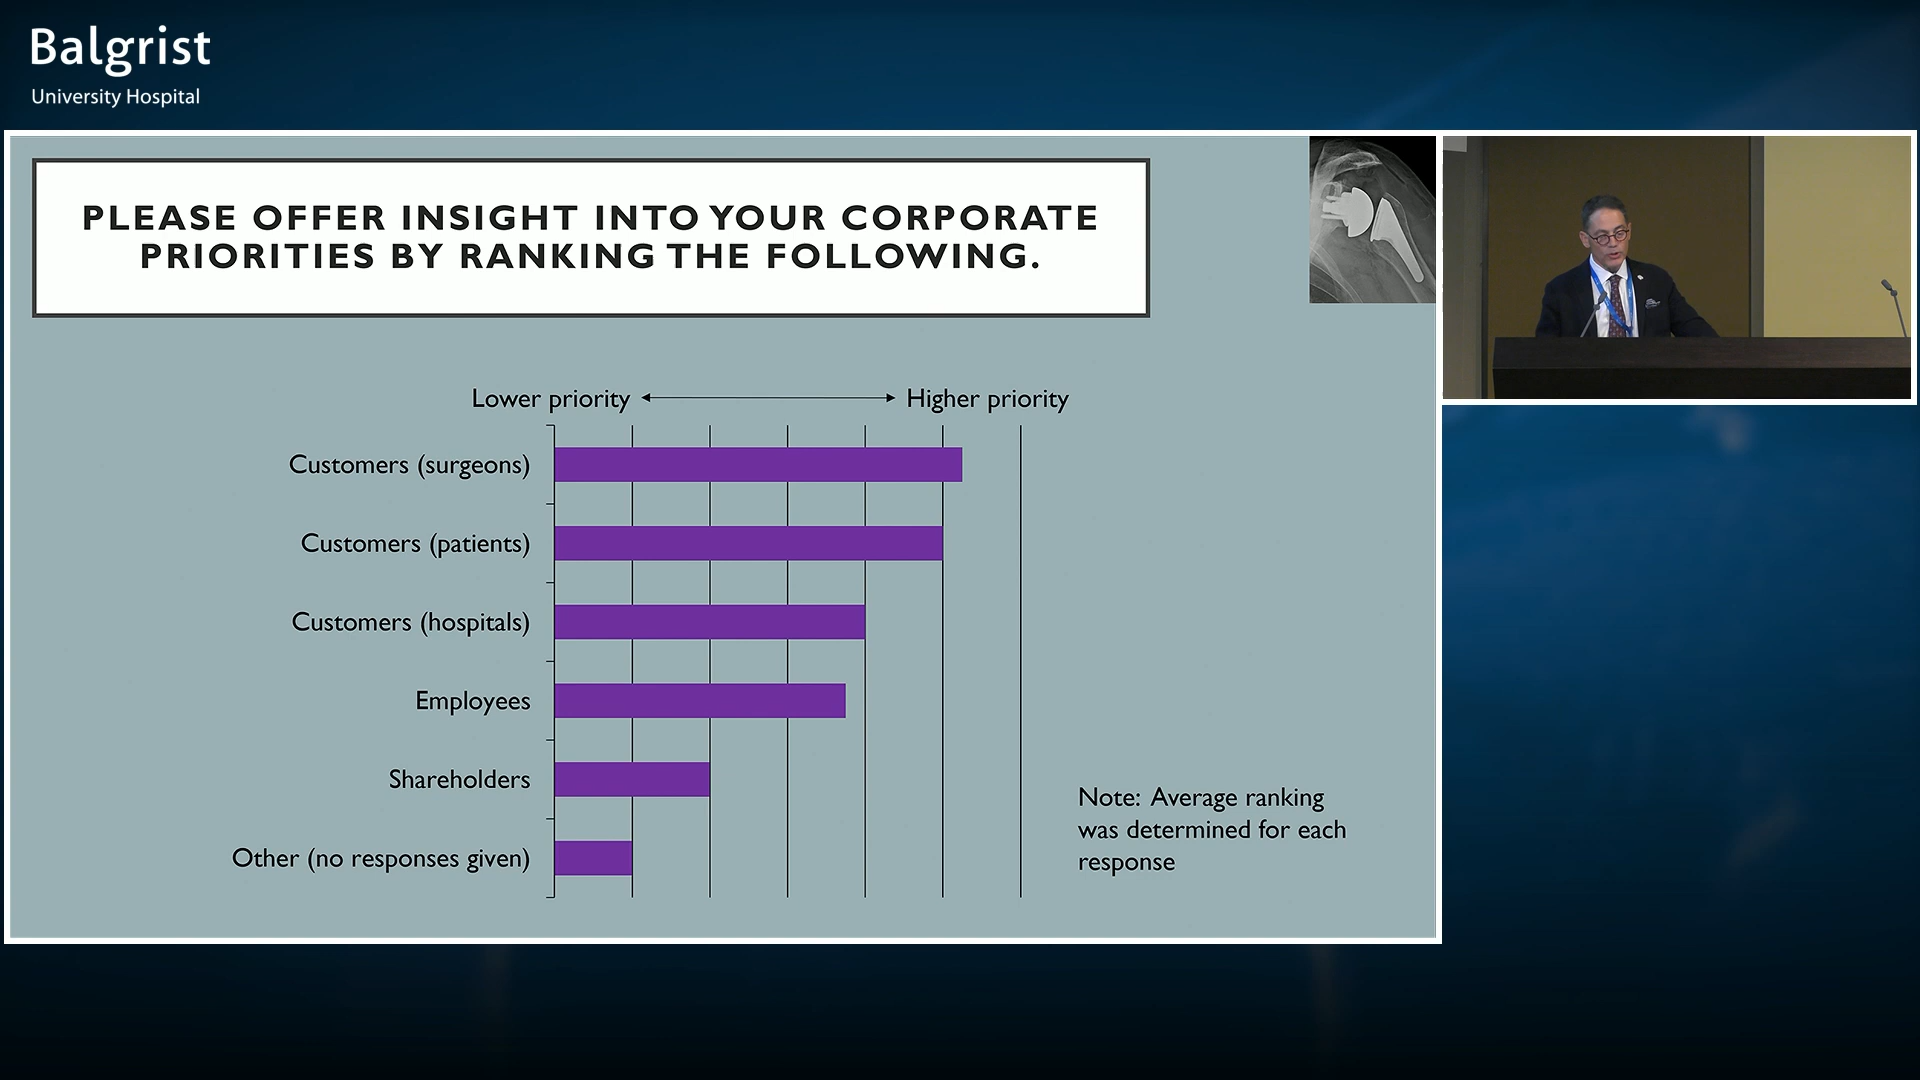 Balgrist
University Hospital
PLEASE OFFER INSIGHT INTO YOUR CORPORATE
PRIORITIES BY RANKING THE FOLLOWING.
Lower priority
Higher priority
Customers (surgeons)
Customers (patients)
Customers (hospitals)
Employees
Shareholders
Other (no responses given)
Note: Average ranking
was determined for each
response